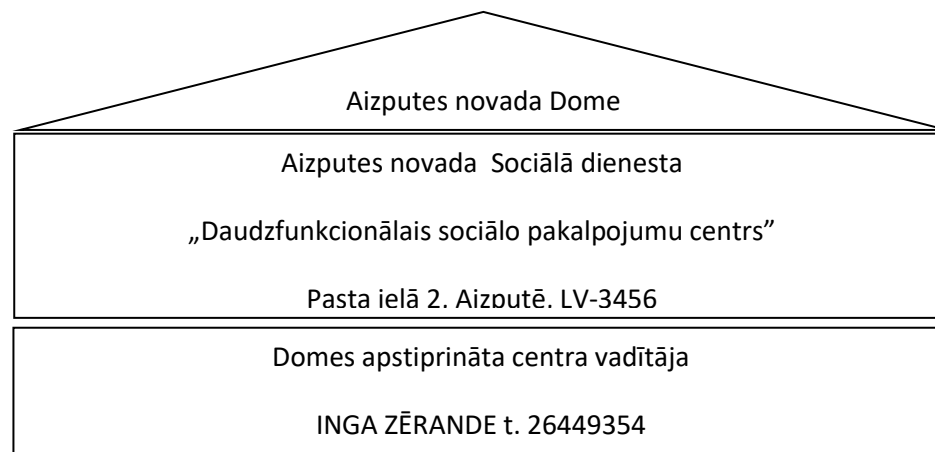 Aizputes novada Dome
Aizputes novada  Sociālā dienesta
„Daudzfunkcionālais sociālo pakalpojumu centrs”
Pasta ielā 2. Aizputē. LV-3456
Domes apstiprināta centra vadītāja
INGA ZĒRANDE t. 26449354